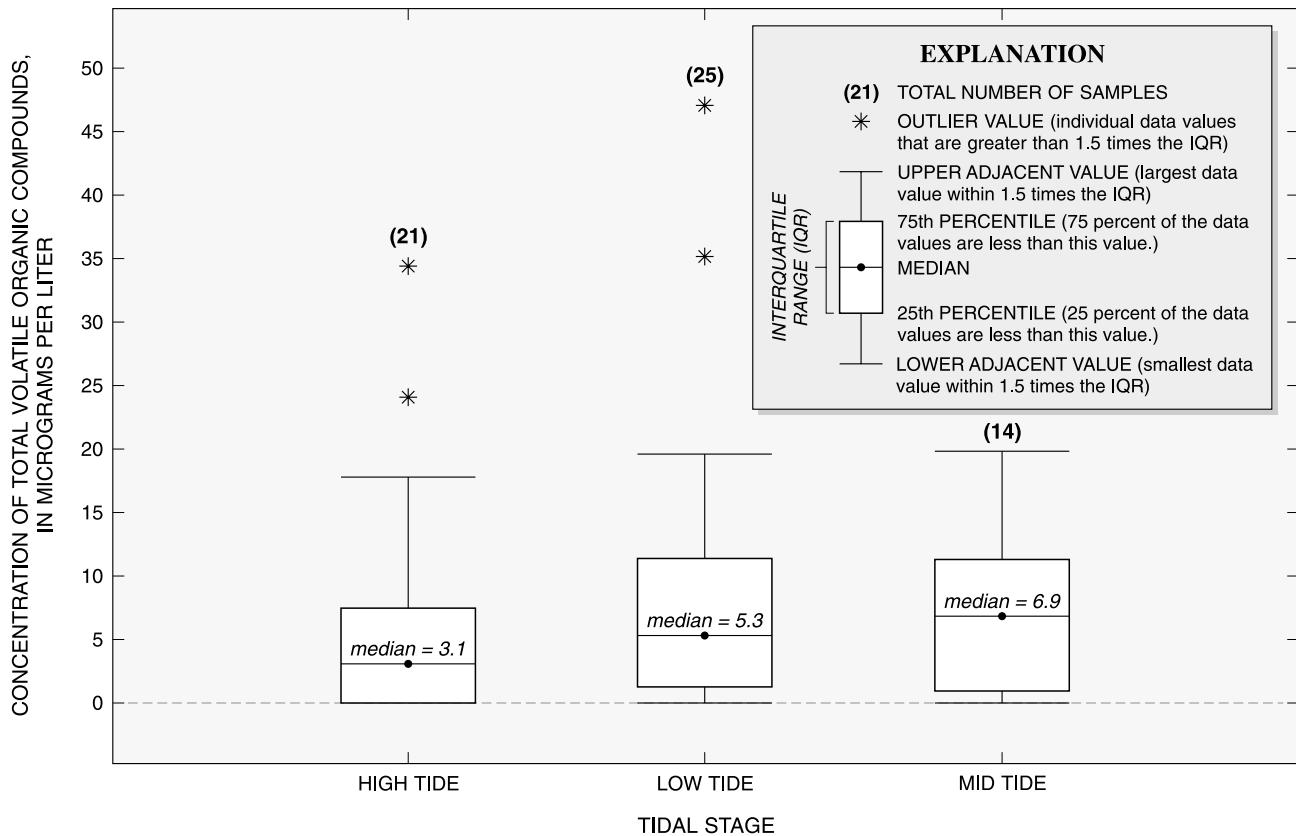 CONCENTRATION OF TOTAL VOLATILE ORGANIC COMPOUNDS,
IN MICROGRAMS PER LITER
50
45
40
35
30
25
20
15
10
5
0
(21)
(25)
(14)
median = 3.1
median = 5.3
median = 6.9
HIGH TIDE
LOW TIDE
MID TIDE
TIDAL STAGE
EXPLANATION
(21) TOTAL NUMBER OF SAMPLES
OUTLIER VALUE (individual data values
that are greater than 1.5 times the IQR)
UPPER ADJACENT VALUE (largest data
value within 1.5 times the IQR)
75th PERCENTILE (75 percent of the data
values are less than this value.)
MEDIAN
25th PERCENTILE (25 percent of the data
values are less than this value.)
LOWER ADJACENT VALUE (smallest data
value within 1.5 times the IQR)
INTERQUARTILE
RANGE (IQR)